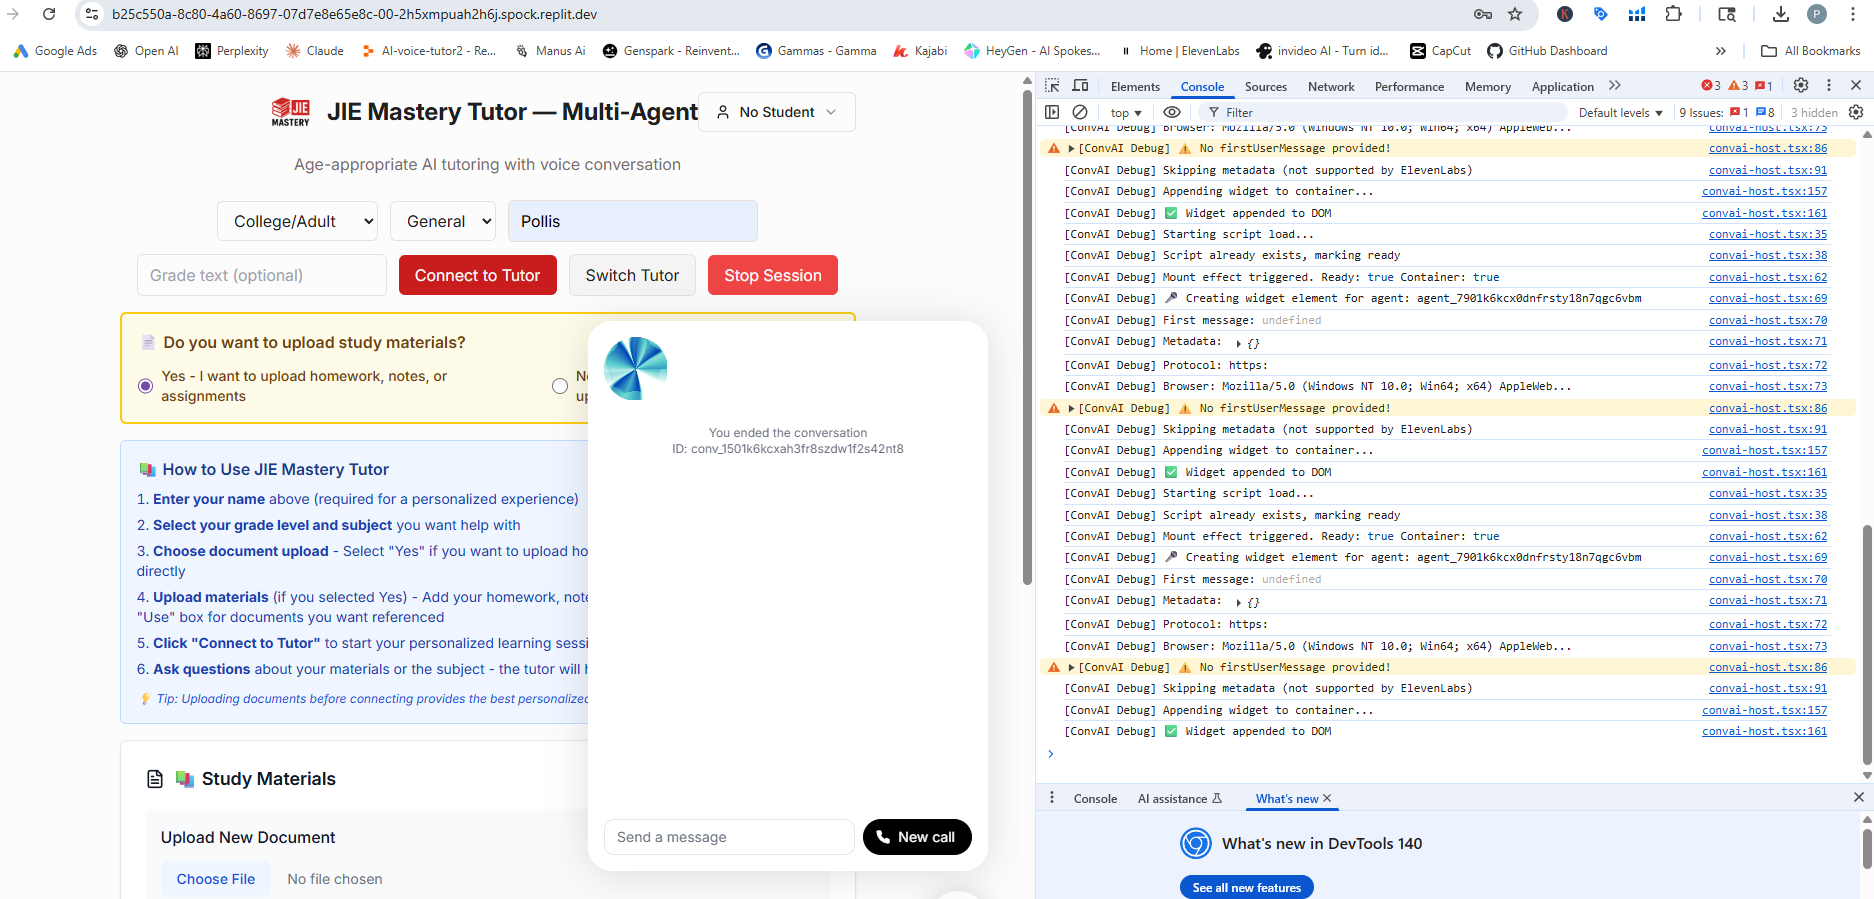 b25c550a-8c80-4a60-8697-07d7e8e65e8c-00-2h5xmpuah2h6j.spock.replit.dev
K
P
Google Ads
Open AI
Perplexity
Claude
AI-voice-tutor2 - Re...
Manus Ai
Genspark - Reinvent...
Gammas - Gamma
Kajabi
HeyGen - AI Spokes...
Home | ElevenLabs
invideo AI - Turn id...
CapCut
GitHub Dashboard
»
All Bookmarks
JIE
MASTERY
JIE Mastery Tutor — Multi-Agent
No Student
Age-appropriate AI tutoring with voice conversation
College/Adult
General
Pollis
Grade text (optional)
Connect to Tutor
Switch Tutor
Stop Session
Do you want to upload study materials?
Yes - I want to upload homework, notes, or
assignments
How to Use JIE Mastery Tutor
1. Enter your name above (required for a personalized experience)
2. Select your grade level and subject you want help with
3. Choose document upload - Select "Yes" if you want to upload ho
directly
4. Upload materials (if you selected Yes) - Add your homework, note
"Use" box for documents you want referenced
5. Click "Connect to Tutor" to start your personalized learning sessi
6. Ask questions about your materials or the subject - the tutor will h
Tip: Uploading documents before connecting provides the best personalized
Study Materials
Upload New Document
Choose File No file chosen
You ended the conversation
ID: conv_1501k6kcxah3fr8szdw1f2s42nt8
Send a message
New call
Elements
Console
Sources
Network
Performance
Memory
Application
3 3 1
top
Filter
Default levels
9 Issues: 1 8
3 hidden
[ConvAI Debug] Browser: Mozilla/5.0 (Windows NT 10.0; Win64; x64) AppleWeb... convai-host.tsx:73
[ConvAI Debug] ⚠️ No firstUserMessage provided! convai-host.tsx:86
[ConvAI Debug] Skipping metadata (not supported by ElevenLabs) convai-host.tsx:91
[ConvAI Debug] Appending widget to container... convai-host.tsx:157
[ConvAI Debug] ✅ Widget appended to DOM convai-host.tsx:161
[ConvAI Debug] Starting script load... convai-host.tsx:35
[ConvAI Debug] Script already exists, marking ready convai-host.tsx:38
[ConvAI Debug] Mount effect triggered. Ready: true Container: true convai-host.tsx:62
[ConvAI Debug] 🎤 Creating widget element for agent: agent_7901k6kcx0dnfrsty18n7qgc6vbm convai-host.tsx:69
[ConvAI Debug] First message: undefined convai-host.tsx:70
[ConvAI Debug] Metadata: ▶ {} convai-host.tsx:71
[ConvAI Debug] Protocol: https: convai-host.tsx:72
[ConvAI Debug] Browser: Mozilla/5.0 (Windows NT 10.0; Win64; x64) AppleWeb... convai-host.tsx:73
[ConvAI Debug] ⚠️ No firstUserMessage provided! convai-host.tsx:86
[ConvAI Debug] Skipping metadata (not supported by ElevenLabs) convai-host.tsx:91
[ConvAI Debug] Appending widget to container... convai-host.tsx:157
[ConvAI Debug] ✅ Widget appended to DOM convai-host.tsx:161
[ConvAI Debug] Starting script load... convai-host.tsx:35
[ConvAI Debug] Script already exists, marking ready convai-host.tsx:38
[ConvAI Debug] Mount effect triggered. Ready: true Container: true convai-host.tsx:62
[ConvAI Debug] 🎤 Creating widget element for agent: agent_7901k6kcx0dnfrsty18n7qgc6vbm convai-host.tsx:69
[ConvAI Debug] First message: undefined convai-host.tsx:70
[ConvAI Debug] Metadata: ▶ {} convai-host.tsx:71
[ConvAI Debug] Protocol: https: convai-host.tsx:72
[ConvAI Debug] Browser: Mozilla/5.0 (Windows NT 10.0; Win64; x64) AppleWeb... convai-host.tsx:73
[ConvAI Debug] ⚠️ No firstUserMessage provided! convai-host.tsx:86
[ConvAI Debug] Skipping metadata (not supported by ElevenLabs) convai-host.tsx:91
[ConvAI Debug] Appending widget to container... convai-host.tsx:157
[ConvAI Debug] ✅ Widget appended to DOM convai-host.tsx:161
Console
AI assistance
What's new
What's new in DevTools 140
See all new features